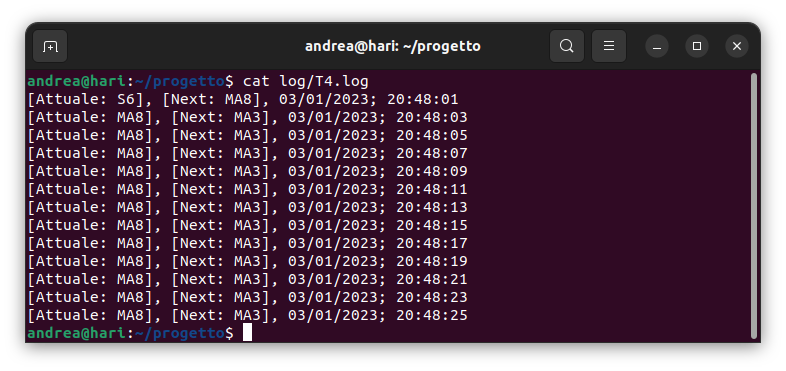 andrea@hari: ~/progetto
andrea@hari:~/progetto$ cat log/T4.log
[Attuale: S6], [Next: MA8], 03/01/2023; 20:48:01
[Attuale: MA8], [Next: MA3], 03/01/2023; 20:48:03
[Attuale: MA8], [Next: MA3], 03/01/2023; 20:48:05
[Attuale: MA8], [Next: MA3], 03/01/2023; 20:48:07
[Attuale: MA8], [Next: MA3], 03/01/2023; 20:48:09
[Attuale: MA8], [Next: MA3], 03/01/2023; 20:48:11
[Attuale: MA8], [Next: MA3], 03/01/2023; 20:48:13
[Attuale: MA8], [Next: MA3], 03/01/2023; 20:48:15
[Attuale: MA8], [Next: MA3], 03/01/2023; 20:48:17
[Attuale: MA8], [Next: MA3], 03/01/2023; 20:48:19
[Attuale: MA8], [Next: MA3], 03/01/2023; 20:48:21
[Attuale: MA8], [Next: MA3], 03/01/2023; 20:48:23
[Attuale: MA8], [Next: MA3], 03/01/2023; 20:48:25
andrea@hari:~/progetto$